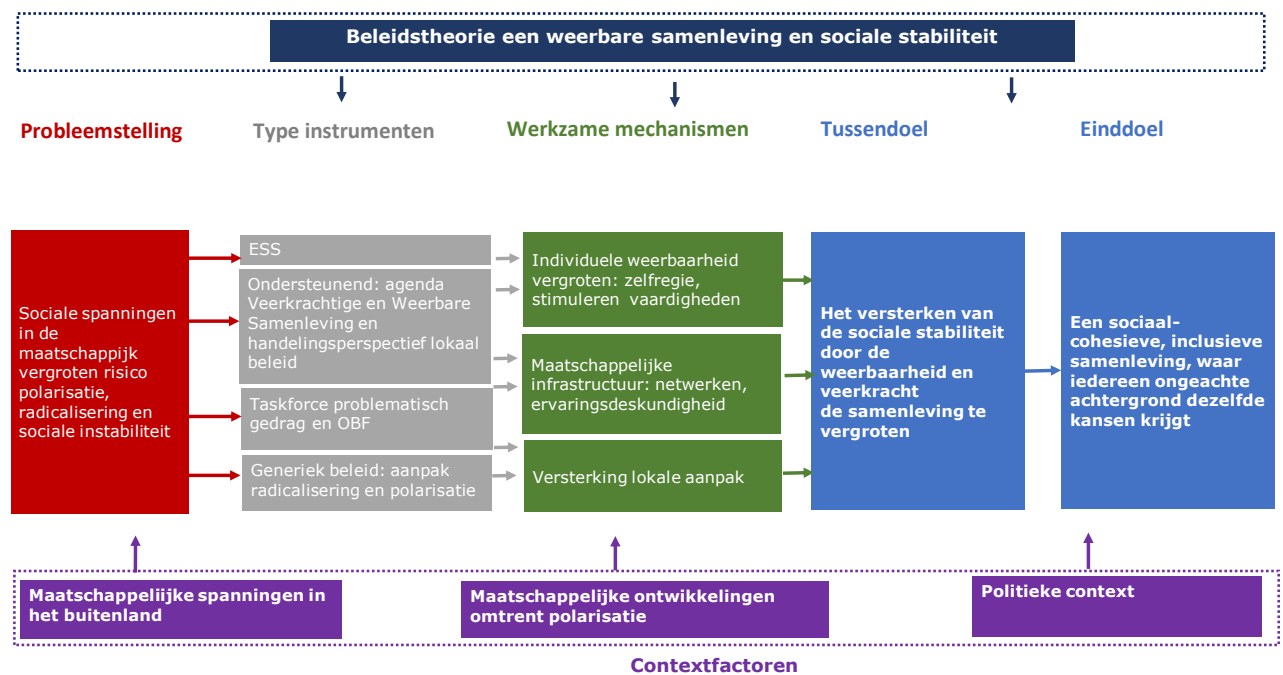 Beleidstheorie een weerbare samenleving en sociale stabiliteit
Probleemstelling
Type instrumenten
Werkzame mechanismen
Tussendoel
Einddoel
Sociale spanningen
in de
maatschappijk
vergroten risico
polarisatie,
radicalisering en
sociale instabiliteit
ESS
Ondersteunend: agenda
Veerkrachtige en Weerbare
Samenleving en
handelingsperspectief lokaal
beleid
Taskforce problematisch
gedrag en OBF
Generiek beleid: aanpak
radicalisering en polarisatie
Individuele weerbaarheid
vergroten: zelfregie,
stimuleren vaardigheden
Maatschappelijke
infrastructuur: netwerken,
ervaringsdeskundigheid
Versterking lokale aanpak
Het versterken van
de sociale stabiliteit
door de
weerbaarheid en
veerkracht
de samenleving te
vergroten
Een sociaal-
cohesieve, inclusieve
samenleving, waar
iedereen ongeachte
achtergrond dezelfde
kansen krijgt
Maatschappeliijke spanningen in
het buitenland
Maatschappelijke ontwikkelingen
omtrent polarisatie
Politieke context
Contextfactoren